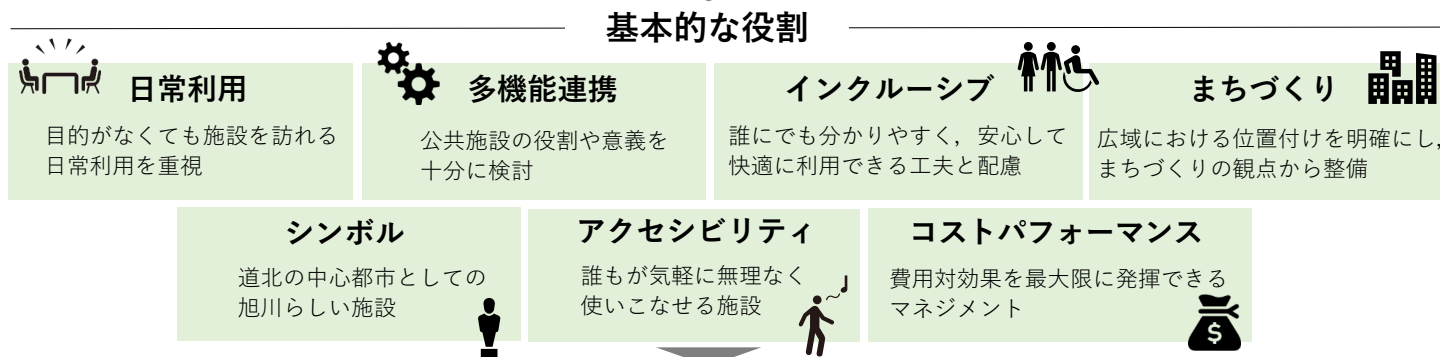 基本的な役割
日常利用
目的がなくても施設を訪れる
日常利用を重視
多機能連携
公共施設の役割や意義を
十分に検討
インクルーシブ
誰にでも分かりやすく，安心して
快適に利用できる工夫と配慮
まちづくり
広域における位置付けを明確にし，
まちづくりの観点から整備
シンボル
道北の中心都市としての
旭川らしい施設
アクセシビリティ
誰もが気軽に無理なく
使いこなせる施設
コストパフォーマンス
費用対効果を最大限に発揮できる
マネジメント
$